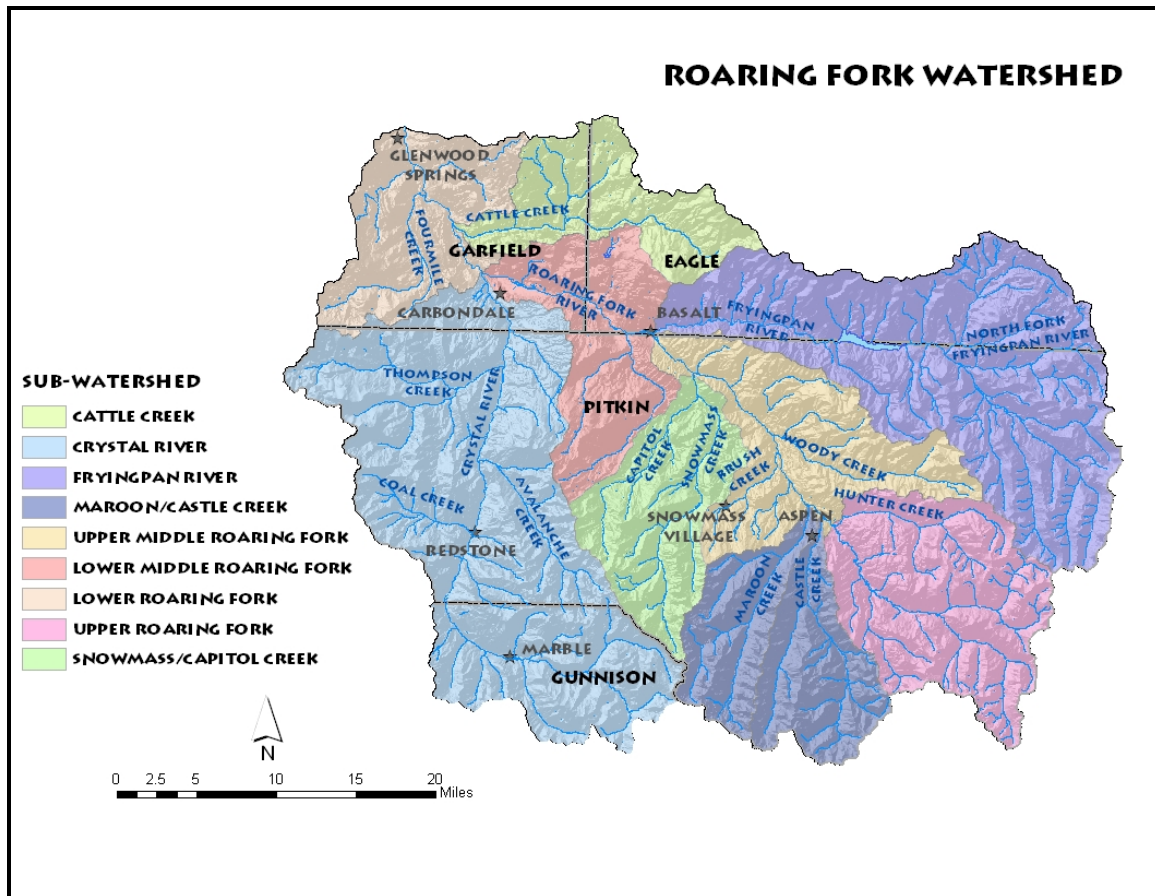 ROARING FORK WATERSHED
GLENWOOD
SPRINGS
CATTLE CREEK
FOURMILE
CREEK
GARFIELD
EAGLE
ROARING FORK
RIVER
CARBONDALE
BASALT
FRYINGPAN
RIVER
NORTH FORK
FRYINGPAN RIVER
THOMPSON
CREEK
CRYSTAL RIVER
PITKIN
CAPITOL
CREEK
SNOWMASS
CREEK
BRUSH
CREEK
WOODY CREEK
HUNTER CREEK
COAL CREEK
AVALANCHE
CREEK
REDSTONE
SNOWMASS
VILLAGE
ASPEN
MAROON
CREEK
CASTLE
CREEK
MARBLE
GUNNISON
SUB-WATERSHED
CATTLE CREEK
CRYSTAL RIVER
FRYINGPAN RIVER
MAROON/CASTLE CREEK
UPPER MIDDLE ROARING FORK
LOWER MIDDLE ROARING FORK
LOWER ROARING FORK
UPPER ROARING FORK
SNOWMASS/CAPITOL CREEK
N
0 2.5 5 10 15 20
Miles